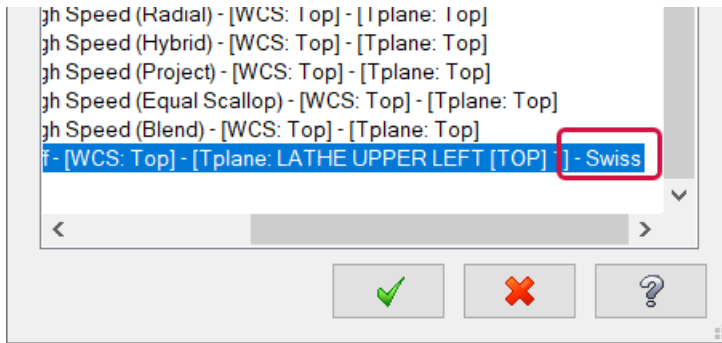 gh Speed (Radial) - [WCS: Top] - [Tplane: Top]
gh Speed (Hybrid) - [WCS: Top] - [Tplane: Top]
gh Speed (Project) - [WCS: Top] - [Tplane: Top]
gh Speed (Equal Scallop) - [WCS: Top] - [Tplane: Top]
gh Speed (Blend) - [WCS: Top] - [Tplane: Top]
f - [WCS: Top] - [Tplane: LATHE UPPER LEFT [TOP] 1] - Swiss